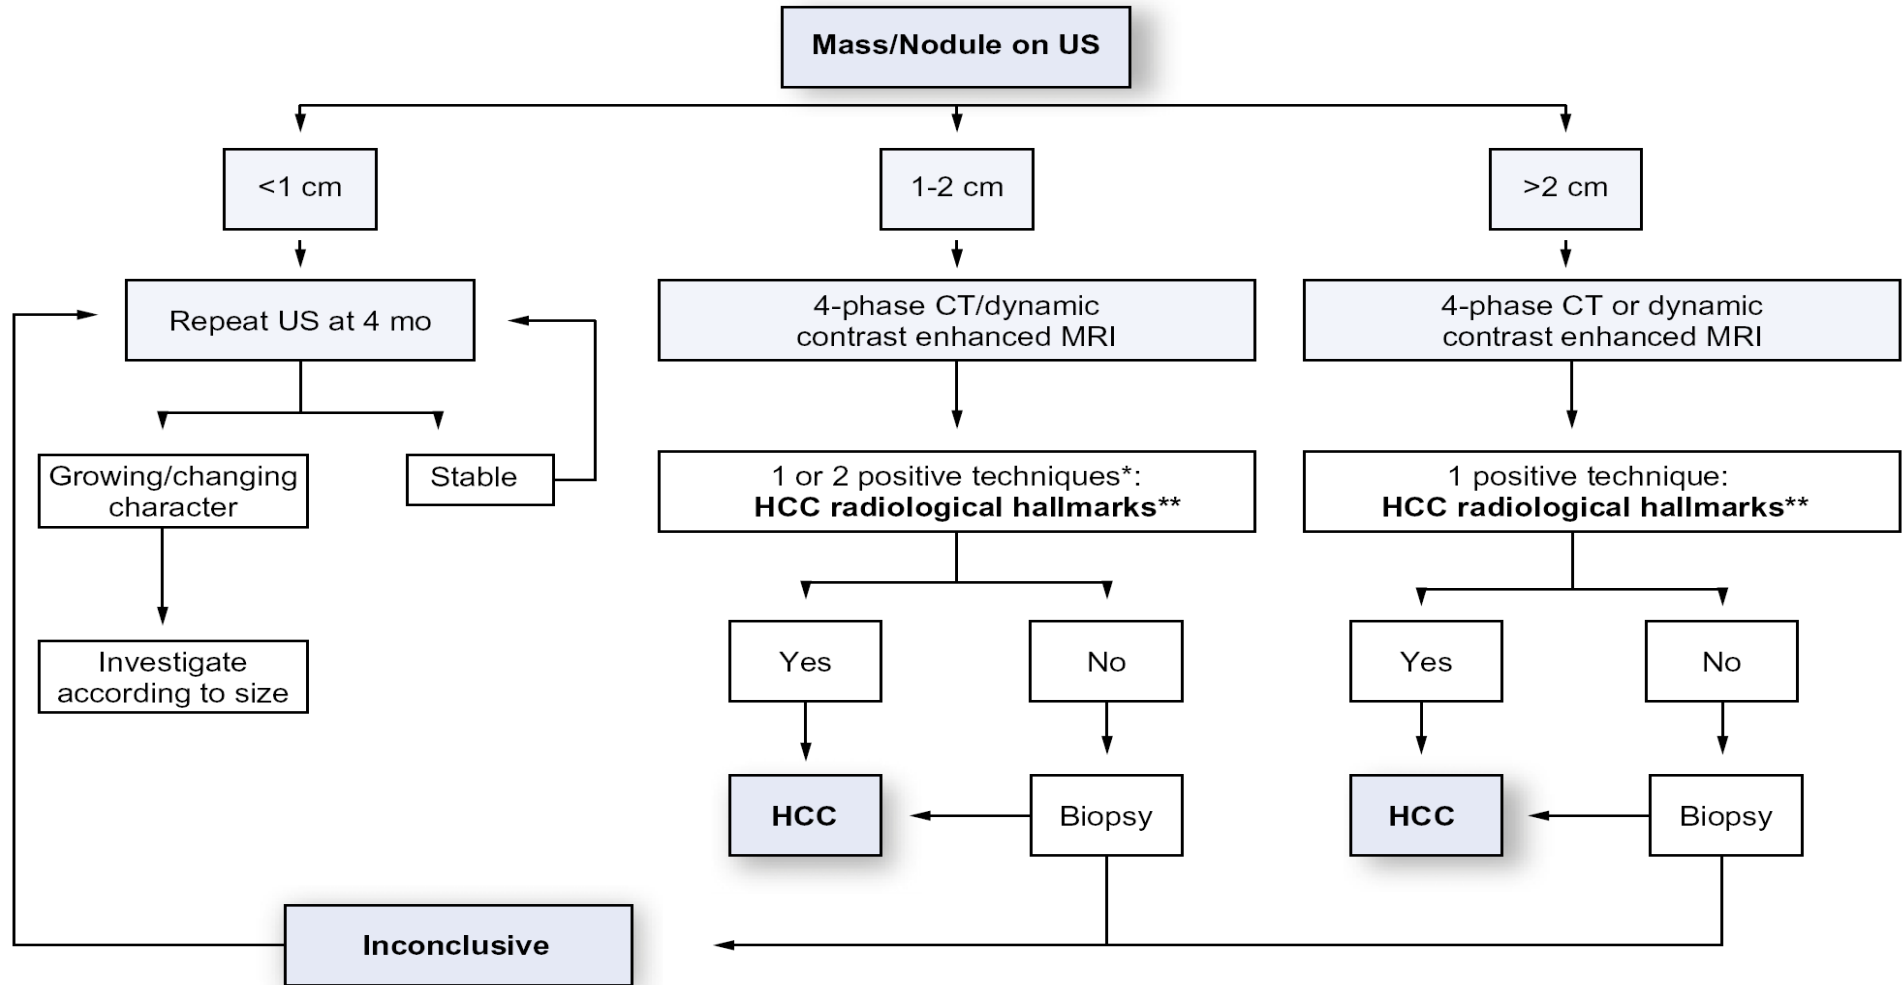 Mass/Nodule on US
<1 cm
1-2 cm
>2 cm
Repeat US at 4 mo
4-phase CT/dynamic
contrast enhanced MRI
4-phase CT or dynamic
contrast enhanced MRI
Growing/changing
character
Stable
1 or 2 positive techniques*:
HCC radiological hallmarks**
1 positive technique:
HCC radiological hallmarks**
Investigate
according to size
Yes
No
Yes
No
HCC
Biopsy
HCC
Biopsy
Inconclusive